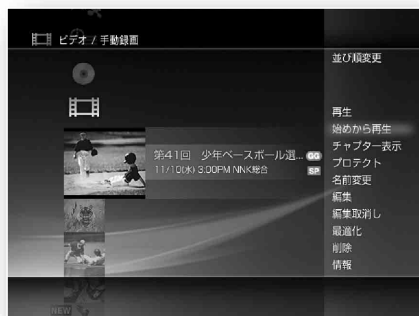 ビデオ / 手動録画
並び順変更
第41回 少年ベースボール選... GG
11/10(水) 3:00PM NNK総合 SP
再生
始めから再生
チャプター表示
プロテクト
名前変更
編集
編集取消し
最適化
削除
情報
NEW